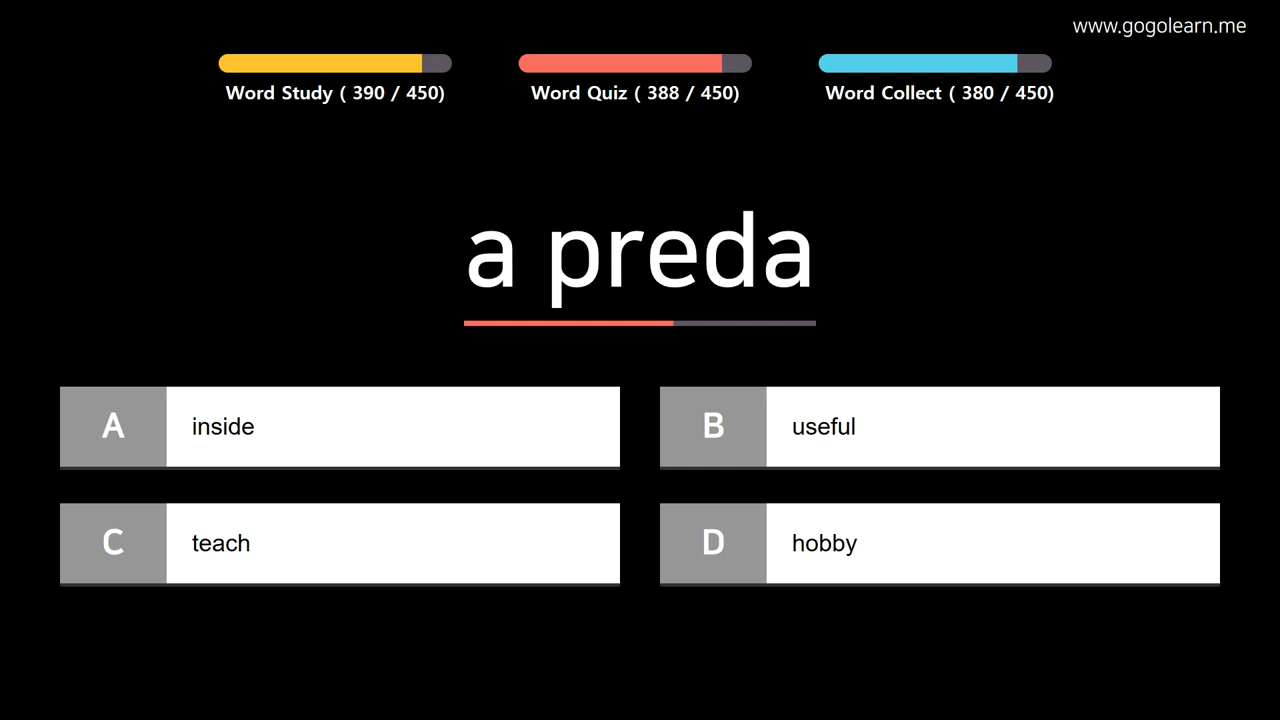 www.gogolearn.me
Word Study ( 390 / 450)
Word Quiz ( 388 / 450)
Word Collect ( 380 / 450)
a preda
A inside
B useful
C teach
D hobby